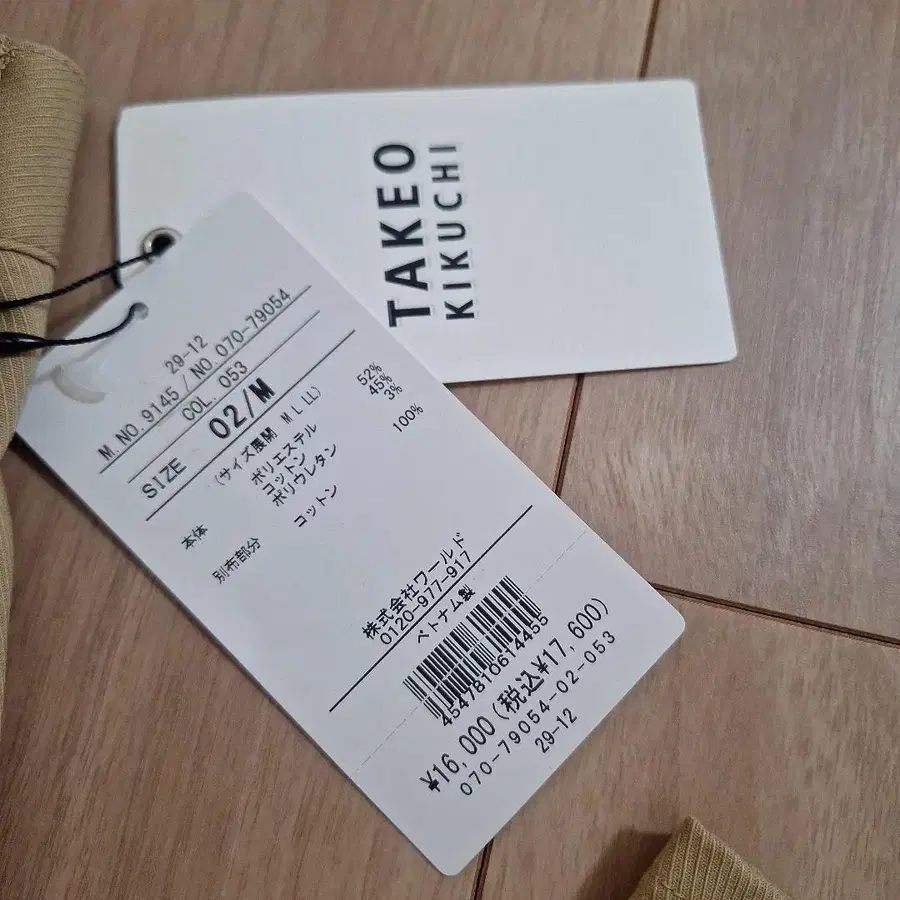 TAKEO
KIKUCHI
29-12
M. NO. 9145 / NO. 070-79054
COL. 053
SIZE 02/M
(サイズ展開 M L LL)
本体 ポリエステル 52%
コットン 45%
ポリウレタン 3%
別布部分 コットン 100%
株式会社ワールド
0120-977-917
ベトナム製
4547810614455
¥16,000 (税込¥17,600)
070-79054-02-053
29-12